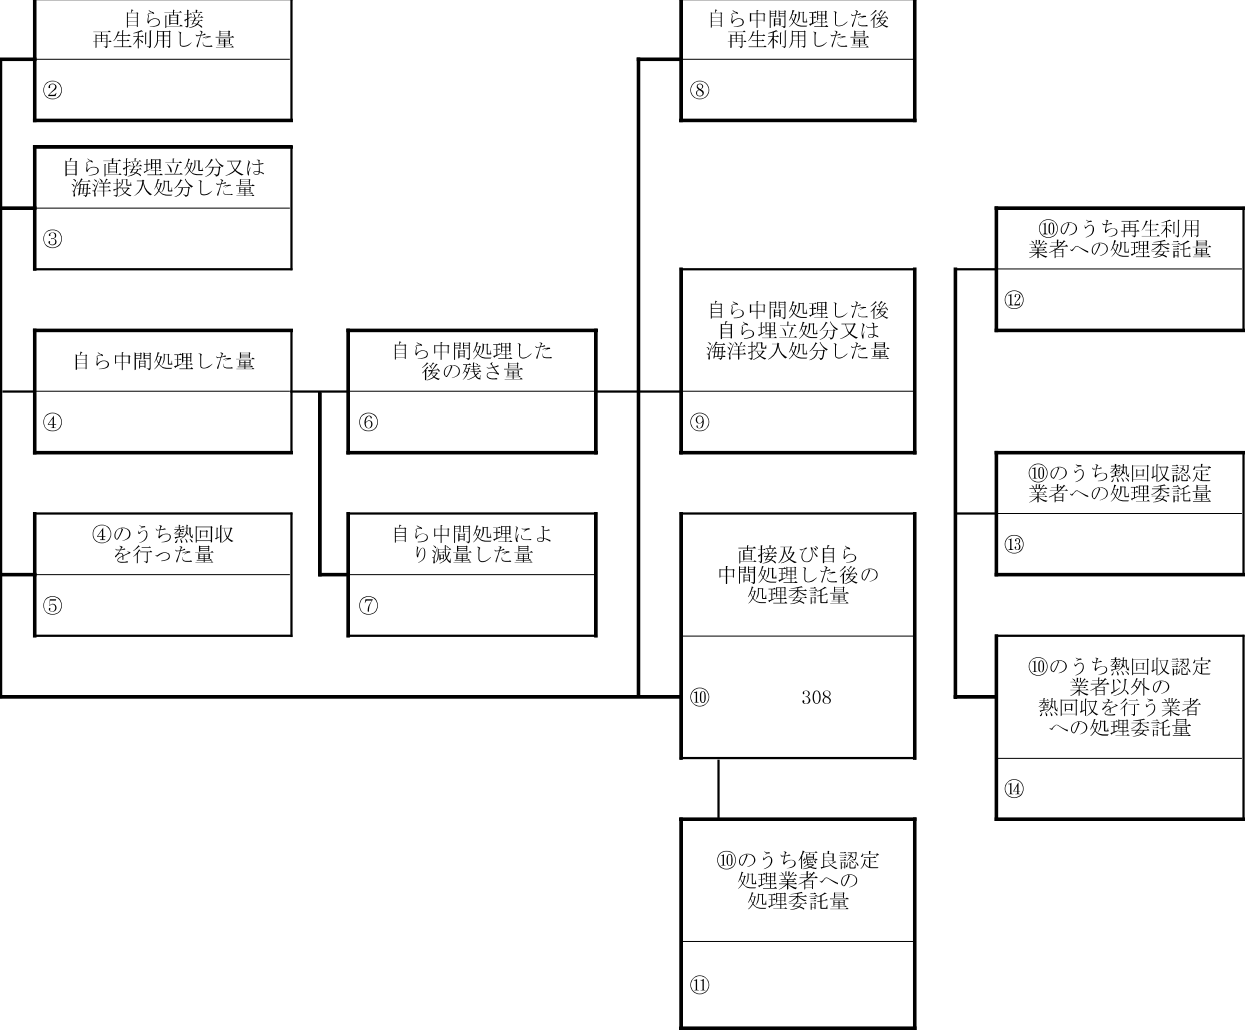 自ら直接
再生利用した量
②
自ら直接埋立処分又は
海洋投入処分した量
③
自ら中間処理した量
④
④のうち熱回収
を行った量
⑤
自ら中間処理した
後の残さ量
⑥
自ら中間処理によ
り減量した量
⑦
自ら中間処理した後
再生利用した量
⑧
自ら中間処理した後
自ら埋立処分又は
海洋投入処分した量
⑨
直接及び自ら
中間処理した後の
処理委託量
⑩ 308
⑩のうち優良認定
処理業者への
処理委託量
⑪
⑩のうち再生利用
業者への処理委託量
⑫
⑩のうち熱回収認定
業者への処理委託量
⑬
⑩のうち熱回収認定
業者以外の
熱回収を行う業者
への処理委託量
⑭